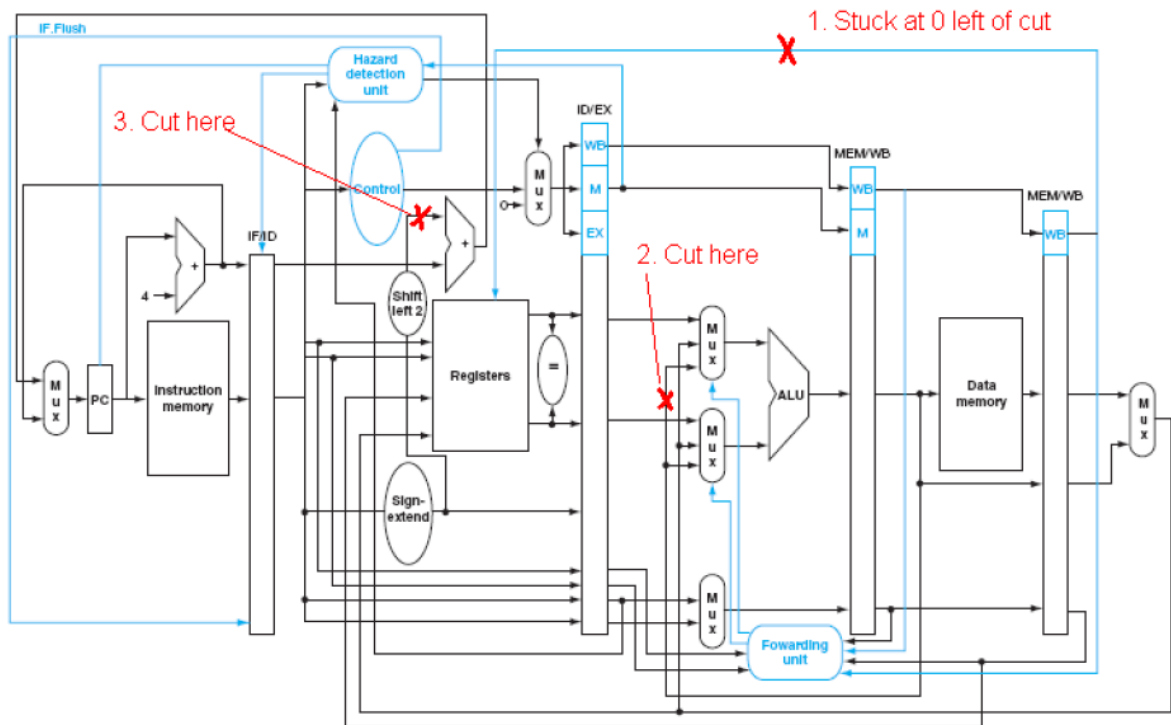 1. Stuck at 0 left of cut
IF.Flush
Hazard
detection
unit
ID/EX
3. Cut here
WB
M
u
x
MEM/WB
Control
M
WB
0
MEM/WB
IF/ID
EX
M
WB
+
+
2. Cut here
4
Shift
left 2
M
u
x
=
M
u
x
PC
Instruction
memory
Registers
ALU
Data
memory
M
u
x
M
u
x
Sign-
extend
M
u
x
Fowarding
unit